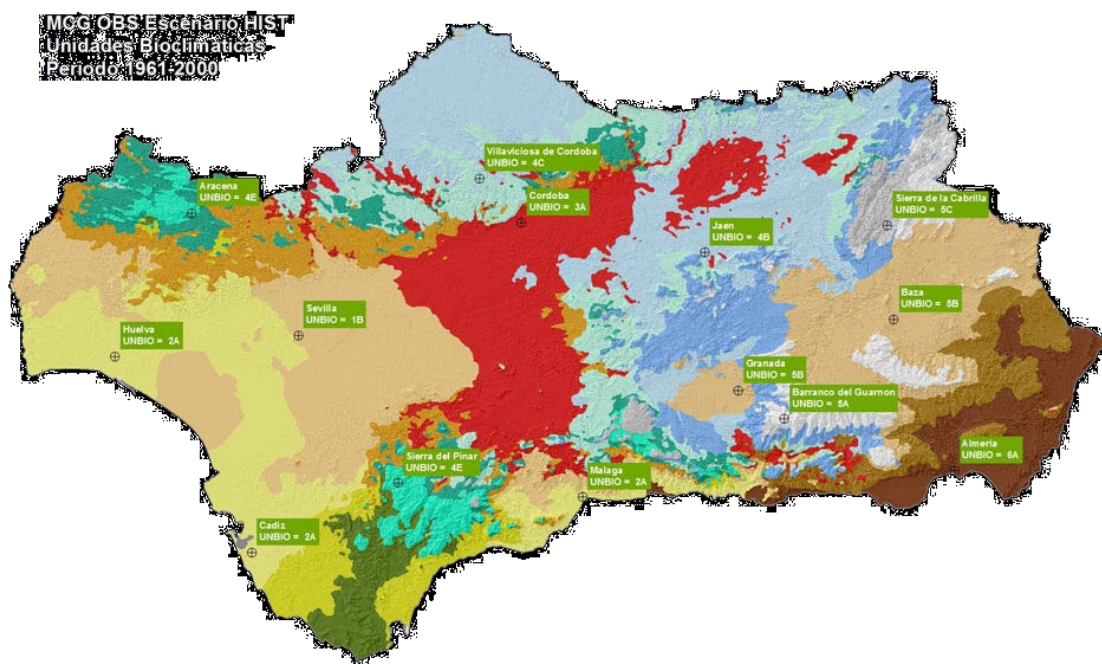 MCG OBS Escenario HIST
Unidades Bioclimáticas
Periodo 1961-2000
Villaviciosa de Cordoba
UNBIO = 4C
Aracena
UNBIO = 4E
Cordoba
UNBIO = 3A
Sierra de la Cabrilla
UNBIO = 5C
Jaen
UNBIO = 4B
Baza
UNBIO = 5B
Sevilla
UNBIO = 1B
Huelva
UNBIO = 2A
Granada
UNBIO = 5B
Barranco del Guarnon
UNBIO = 5A
Almeria
UNBIO = 6A
Sierra del Pinar
UNBIO = 4E
Malaga
UNBIO = 2A
Cadiz
UNBIO = 2A